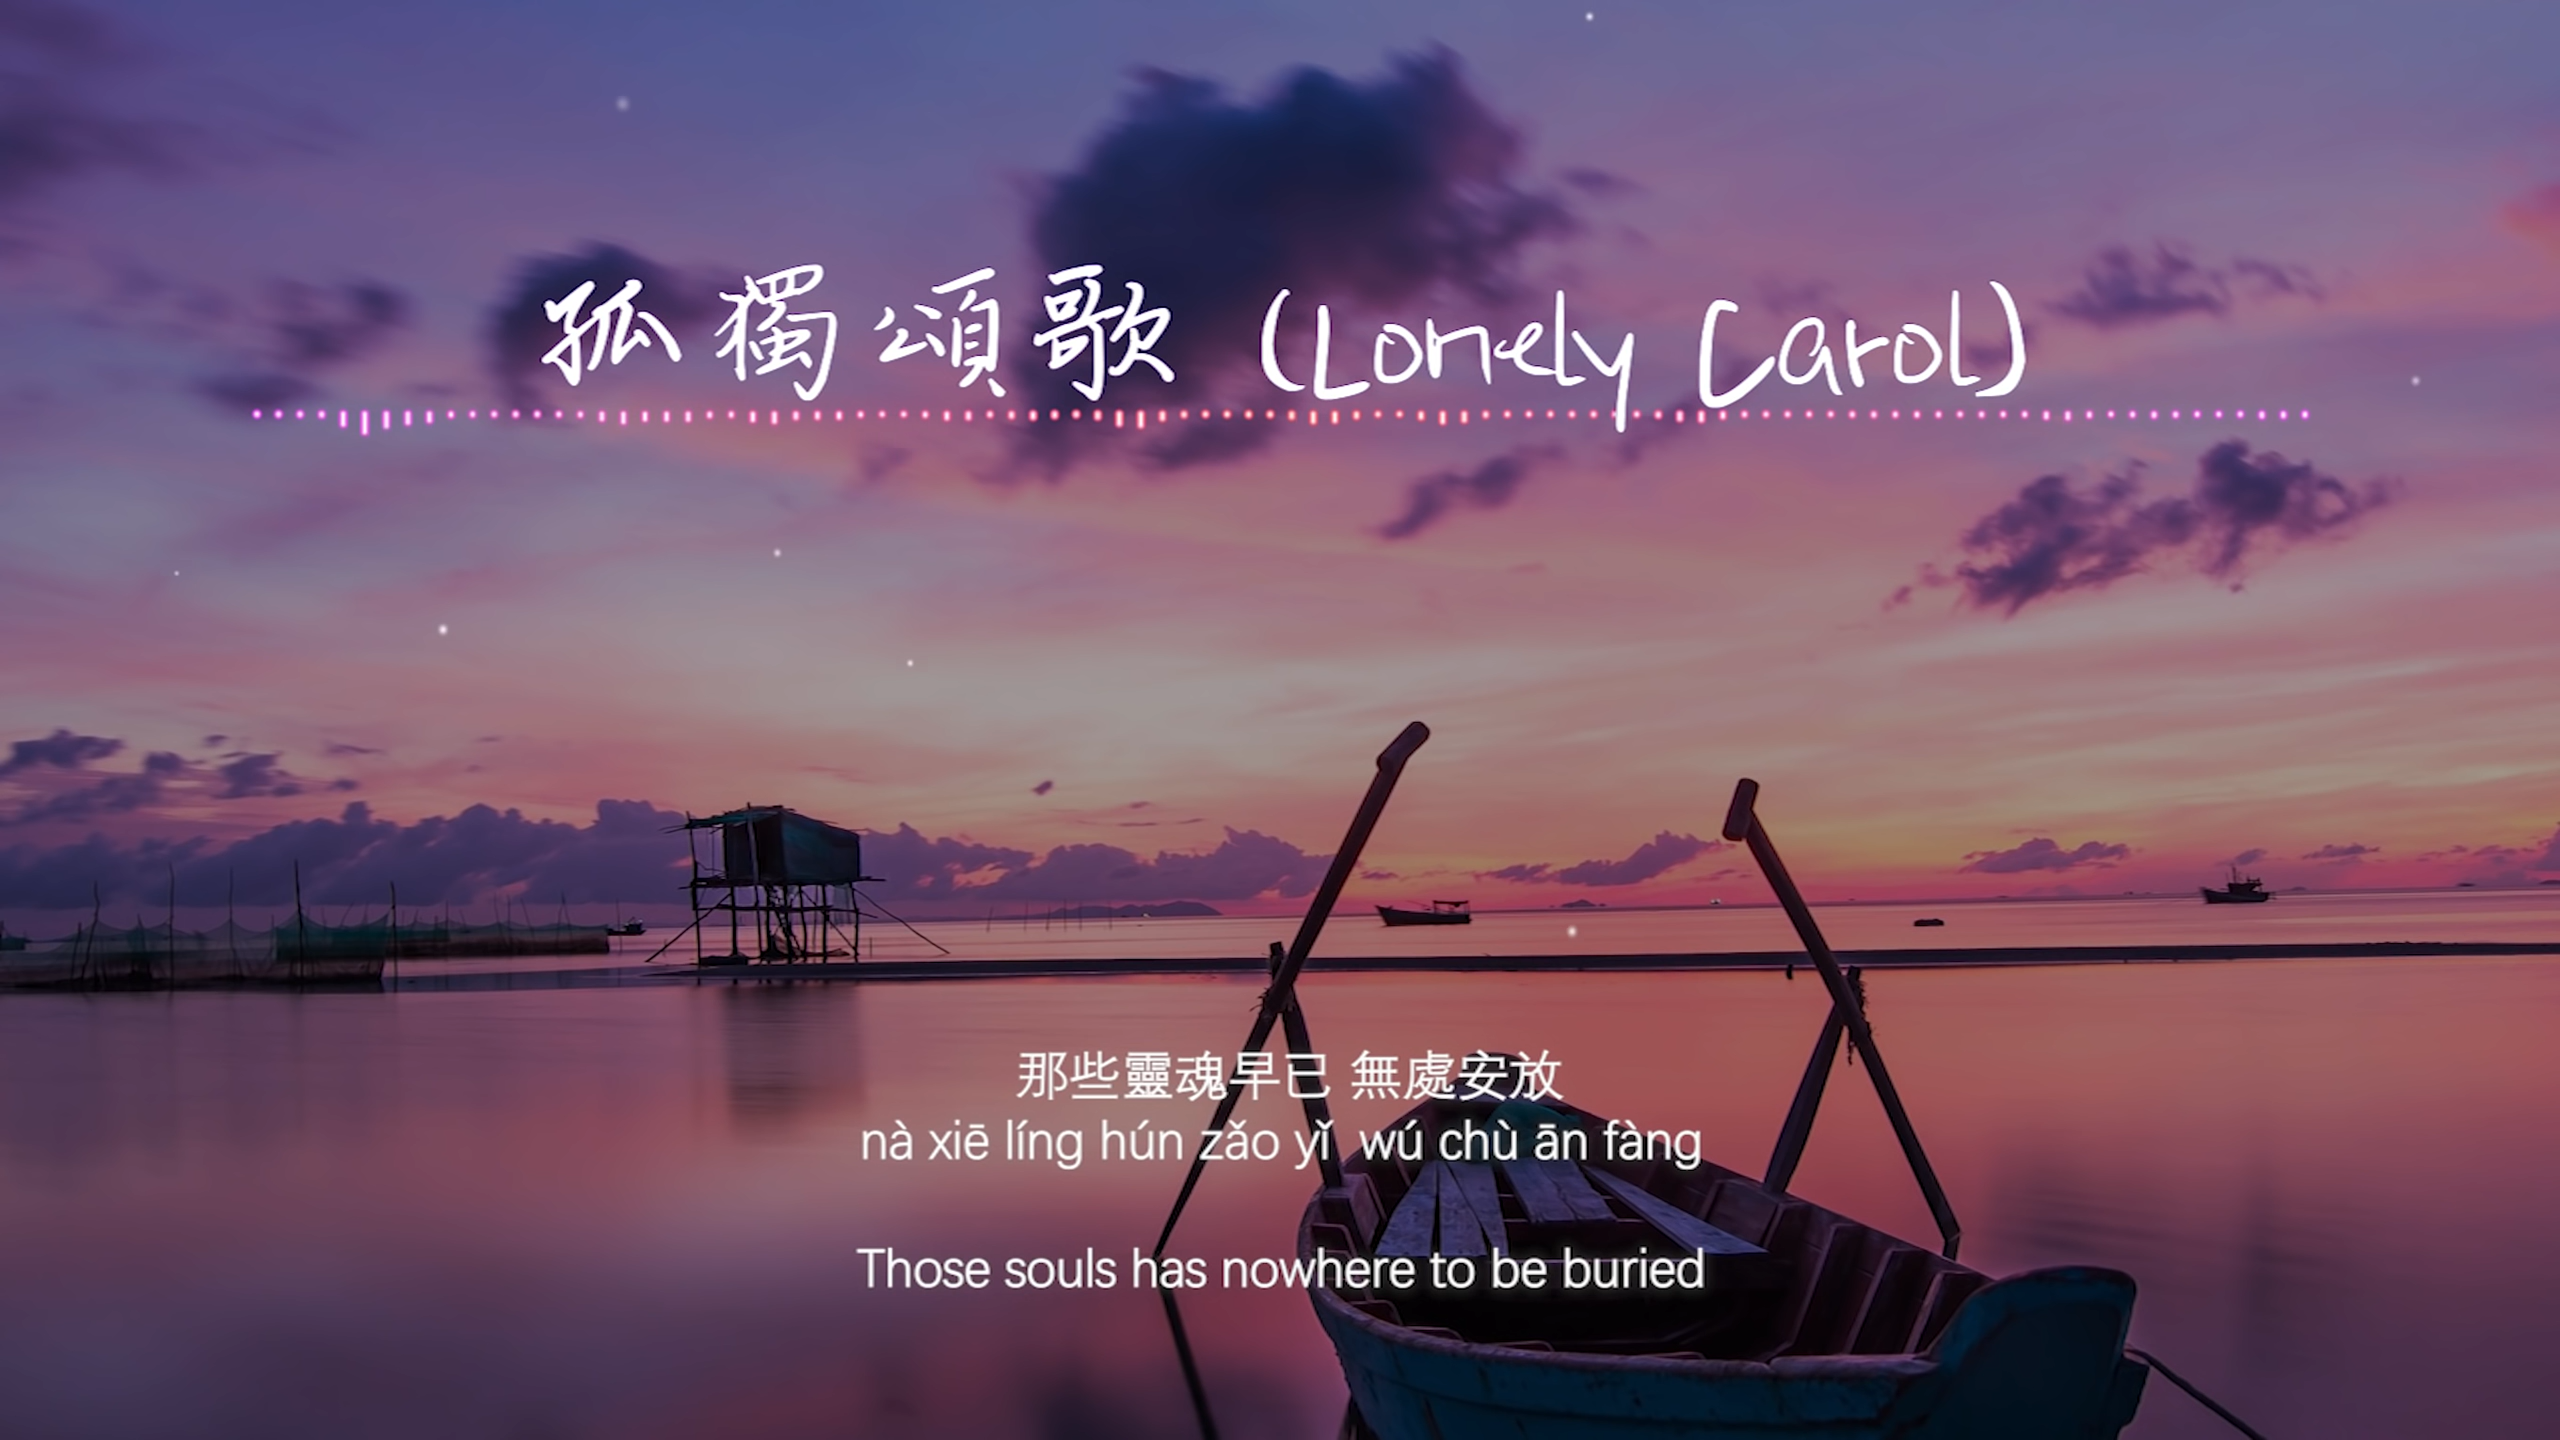 孤獨頌歌 (Lonely Carol)
那些靈魂早已 無處安放
nà xiē líng hún zǎo yǐ wú chù ān fàng
Those souls has nowhere to be buried